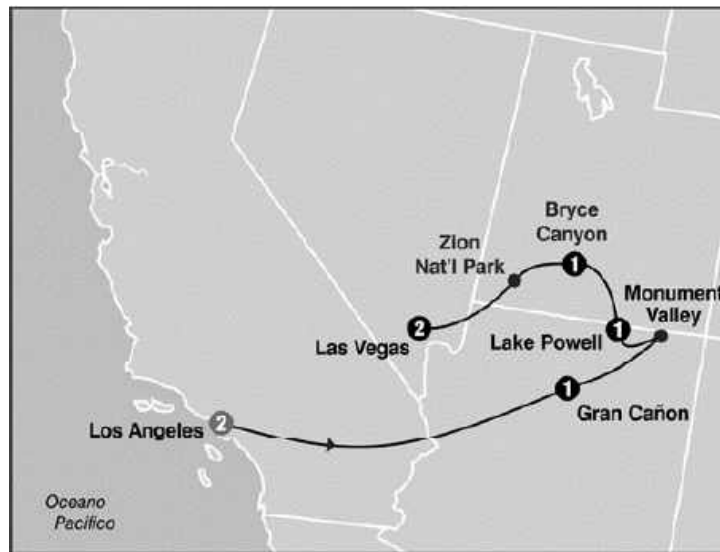 Bryce
Canyon
1
Zion
Nat'l Park
Monument
Valley
2
Las Vegas
Lake Powell
1
1
Gran Cañon
Los Angeles
2
Oceano
Pacifico